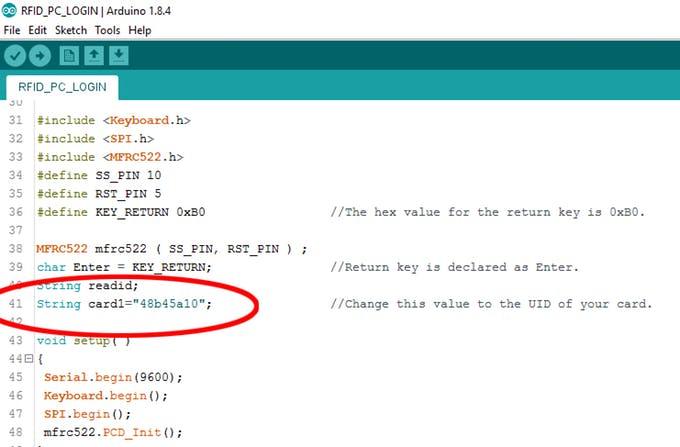 RFID_PC_LOGIN | Arduino 1.8.4
File Edit Sketch Tools Help
RFID_PC_LOGIN
30
31 #include <Keyboard.h>
32 #include <SPI.h>
33 #include <MFRC522.h>
34 #define SS_PIN 10
35 #define RST_PIN 5
36 #define KEY_RETURN 0xB0 //The hex value for the return key is 0xB0.
37
38 MFRC522 mfrc522 ( SS_PIN, RST_PIN ) ;
39 char Enter = KEY_RETURN; //Return key is declared as Enter.
40 String readid;
41 String card1="48b45a10"; //Change this value to the UID of your card.
42
43 void setup( )
44 {
45 Serial.begin(9600);
46 Keyboard.begin();
47 SPI.begin();
48 mfrc522.PCD_Init();